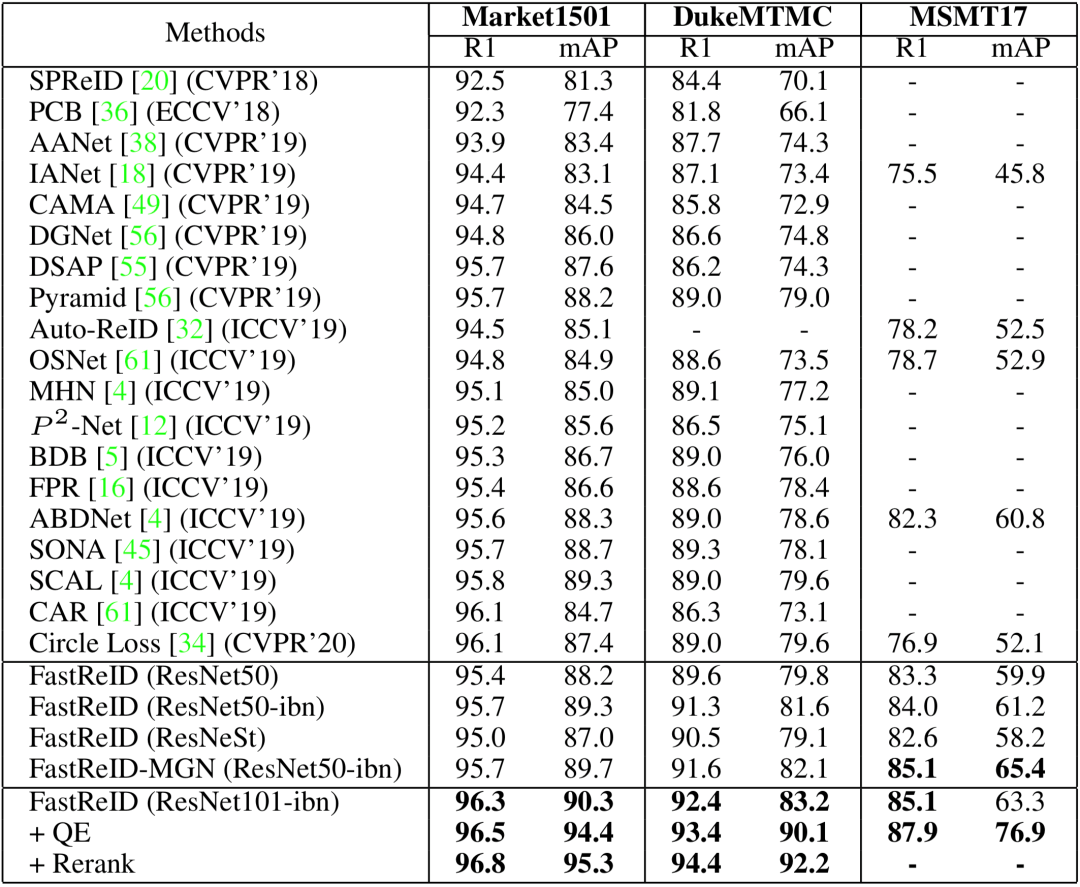 Methods Market1501 DukeMTMC MSMT17
R1 mAP R1 mAP R1 mAP
SPReID [20] (CVPR'18) 92.5 81.3 84.4 70.1 - -
PCB [36] (ECCV'18) 92.3 77.4 81.8 66.1 - -
AANet [38] (CVPR'19) 93.9 83.4 87.7 74.3 - -
IANet [18] (CVPR'19) 94.4 83.1 87.1 73.4 75.5 45.8
CAMA [49] (CVPR'19) 94.7 84.5 85.8 72.9 - -
DGNet [56] (CVPR'19) 94.8 86.0 86.6 74.8 - -
DSAP [55] (CVPR'19) 95.7 87.6 86.2 74.3 - -
Pyramid [56] (CVPR'19) 95.7 88.2 89.0 79.0 - -
Auto-ReID [32] (ICCV'19) 94.5 85.1 - - 78.2 52.5
OSNet [61] (ICCV'19) 94.8 84.9 88.6 73.5 78.7 52.9
MHN [4] (ICCV'19) 95.1 85.0 89.1 77.2 - -
P²-Net [12] (ICCV'19) 95.2 85.6 86.5 75.1 - -
BDB [5] (ICCV'19) 95.3 86.7 89.0 76.0 - -
FPR [16] (ICCV'19) 95.4 86.6 88.6 78.4 - -
ABDNet [4] (ICCV'19) 95.6 88.3 89.0 78.6 82.3 60.8
SONA [45] (ICCV'19) 95.7 88.7 89.3 78.1 - -
SCAL [4] (ICCV'19) 95.8 89.3 89.0 79.6 - -
CAR [61] (ICCV'19) 96.1 84.7 86.3 73.1 - -
Circle Loss [34] (CVPR'20) 96.1 87.4 89.0 79.6 76.9 52.1
FastReID (ResNet50) 95.4 88.2 89.6 79.8 83.3 59.9
FastReID (ResNet50-ibn) 95.7 89.3 91.3 81.6 84.0 61.2
FastReID (ResNeSt) 95.0 87.0 90.5 79.1 82.6 58.2
FastReID-MGN (ResNet50-ibn) 95.7 89.7 91.6 82.1 85.1 65.4
FastReID (ResNet101-ibn) 96.3 90.3 92.4 83.2 85.1 63.3
+ QE 96.5 94.4 93.4 90.1 87.9 76.9
+ Rerank 96.8 95.3 94.4 92.2 - -